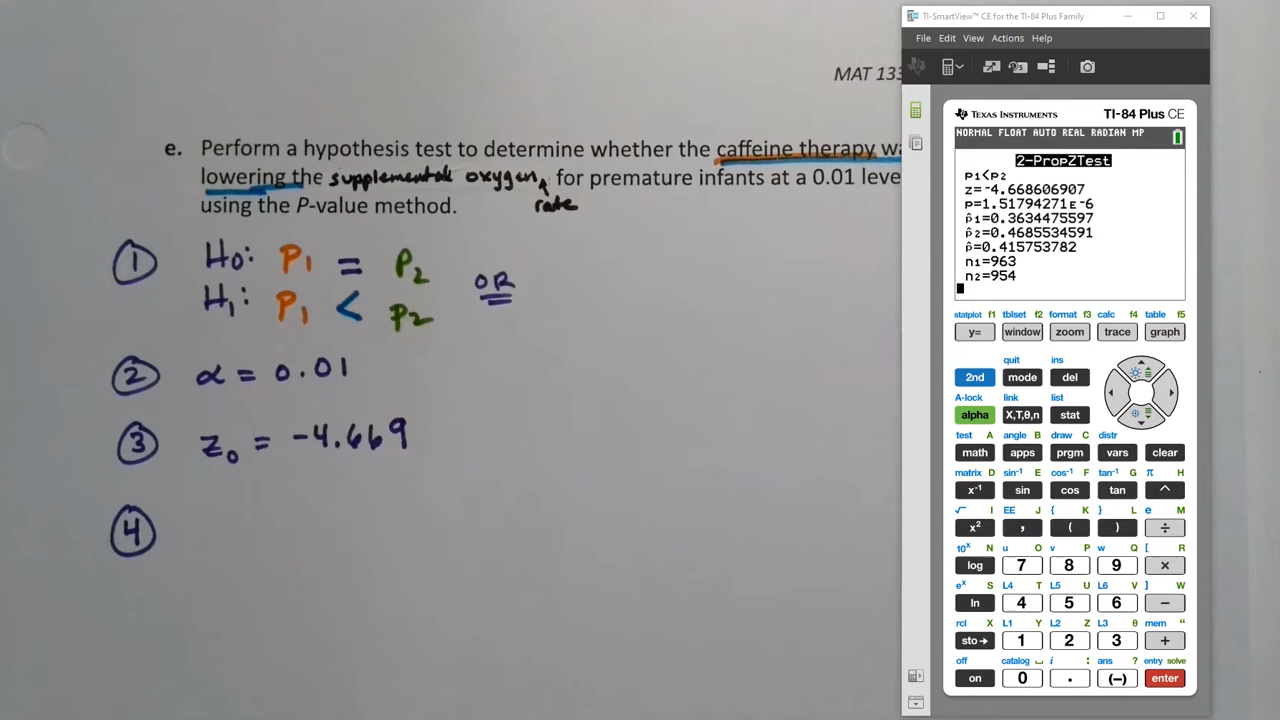 MAT 133
e. Perform a hypothesis test to determine whether the caffeine therapy wa
lowering the supplemental oxygen for premature infants at a 0.01 leve
rate
using the P-value method.
① H₀: P₁ = P₂
H₁: P₁ < P₂
OR
② α = 0.01
③ z₀ = -4.669
④
TI-SmartView™ CE for the TI-84 Plus Family
File Edit View Actions Help
TEXAS INSTRUMENTS TI-84 Plus CE
NORMAL FLOAT AUTO REAL RADIAN MP
2-PropZTest
p1<p2
z=-4.668606907
p=1.51794271E-6
p̂1=0.3634475597
p̂2=0.4685534591
p̂=0.415753782
n1=963
n2=954
statplot f1 tblset f2 format f3 calc f4 table f5
y= window zoom trace graph
quit ins
2nd mode del
A-lock link list
alpha X,T,θ,n stat
test A angle B draw C distr
math apps prgm vars clear
matrix D sin⁻¹ E cos⁻¹ F tan⁻¹ G π H
x⁻¹ sin cos tan ^
√ I EE J { K } L e M
x² , ( ) ÷
10ˣ N u O v P w Q [ R
log 7 8 9 ×
eˣ S L4 T L5 U L6 V ] W
ln 4 5 6 −
rcl X L1 Y L2 Z L3 θ mem “
sto→ 1 2 3 +
off catalog ⎵ i : ans ? entry solve
on 0 . (−) enter